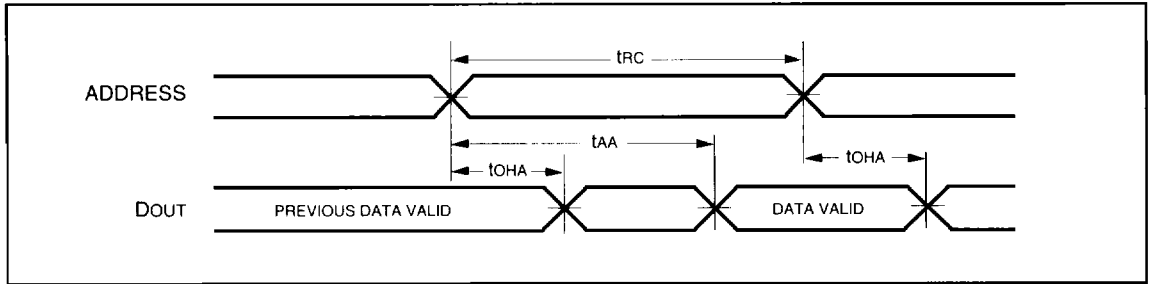 tRC
ADDRESS
tAA
tOHA
tOHA
DOUT
PREVIOUS DATA VALID
DATA VALID